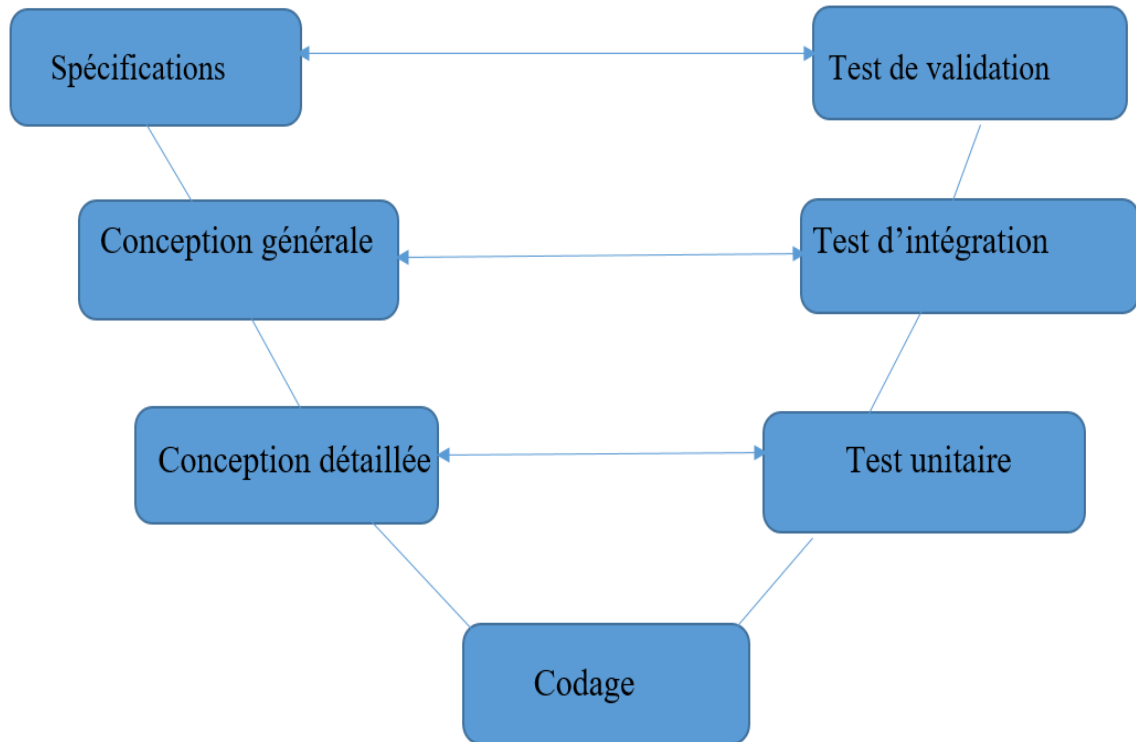 Spécifications
Test de validation
Conception générale
Test d’intégration
Conception détaillée
Test unitaire
Codage